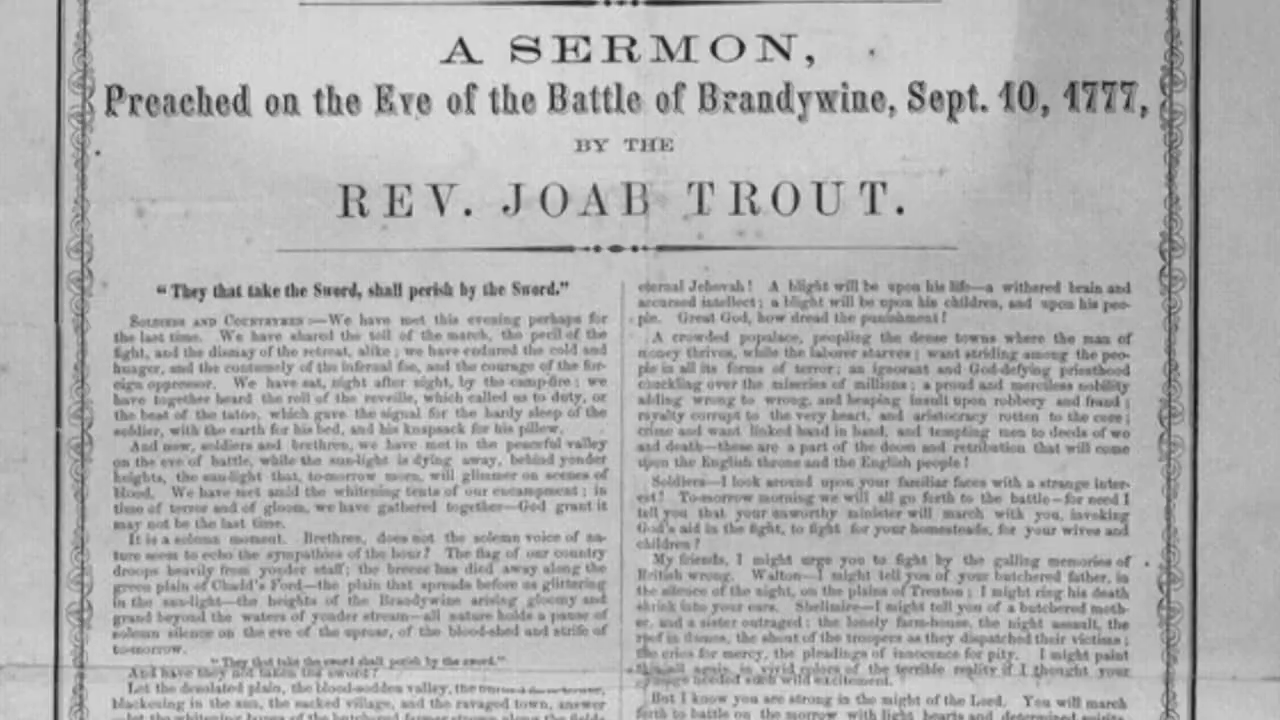 A SERMON,
Preached on the Eve of the Battle of Brandywine, Sept. 10, 1777,
BY THE
REV. JOAB TROUT.
"They that take the Sword, shall perish by the Sword."
SOLDIERS AND COUNTRYMEN:—We have met this evening perhaps for
the last time. We have shared the toil of the march, the peril of the
fight, and the dismay of the retreat, alike; we have endured the cold and
hunger, and the contumely of the infernal foe, and the courage of the for-
eign oppressor. We have sat, night after night, by the camp-fire; we
have together heard the roll of the reveille, which called us to duty, or
the beat of the tatoo, which gave the signal for the hardy sleep of the
soldier, with the earth for his bed, and his knapsack for his pillow.
And now, soldiers and brethren, we have met in the peaceful valley
on the eve of battle, while the sun-light is dying away, behind yonder
heights, the sun-light that, to-morrow morn, will glimmer on scenes of
blood. We have met amid the whitening tents of our encampment; in
time of terror and of gloom, we have gathered together—God grant it
may not be the last time.
It is a solemn moment. Brethren, does not the solemn voice of na-
ture seem to echo the sympathies of the hour? The flag of our country
droops heavily from yonder staff; the breeze has died away along the
green plain of Chadd's Ford—the plain that spreads before us glittering
in the sun-light—the heights of the Brandywine arising gloomy and
grand beyond the waters of yonder stream—all nature holds a pause of
solemn silence on the eve of the uproar, of the blood-shed and strife of
to-morrow.
"They that take the sword shall perish by the sword."
And have they not taken the sword?
Let the desolated plain, the blood-sodden valley, the
blackening in the sun, the sacked village, and the ravaged town, answer
eternal Jehovah! A blight will be upon his life—a withered brain and
accursed intellect; a blight will be upon his children, and upon his peo-
ple. Great God, how dread the punishment!
A crowded populace, peopling the dense towns where the man of
money thrives, while the laborer starves; want striding among the peo-
ple in all its forms of terror; an ignorant and God-defying priesthood
chuckling over the miseries of millions; a proud and merciless nobility
adding wrong to wrong, and heaping insult upon robbery and fraud;
royalty corrupt to the very heart, and aristocracy rotten to the core;
crime and want linked hand in hand, and tempting men to deeds of wo
and death—these are a part of the doom and retribution that will come
upon the English throne and the English people!
Soldiers—I look around upon your familiar faces with a strange inter-
est! To-morrow morning we will all go forth to the battle—for need I
tell you that your unworthy minister will march with you, invoking
God's aid in the fight, to fight for your homesteads, for your wives and
children?
My friends, I might urge you to fight by the galling memories of
British wrong. Walton—I might tell you of your butchered father, in
the silence of the night, on the plains of Trenton; I might ring his death
shriek into your ears. Shelmire—I might tell you of a butchered moth-
er, and a sister outraged; the lonely farm-house, the night assault, the
roof in flames, the shout of the troopers as they dispatched their victims;
the cries for mercy, the pleadings of innocence for pity. I might paint
again, in vivid colors of the terrible reality if I thought your
needed such wild excitement.
But I know you are strong in the might of the Lord. You will march
forth to battle on the morrow with light hearts and determined